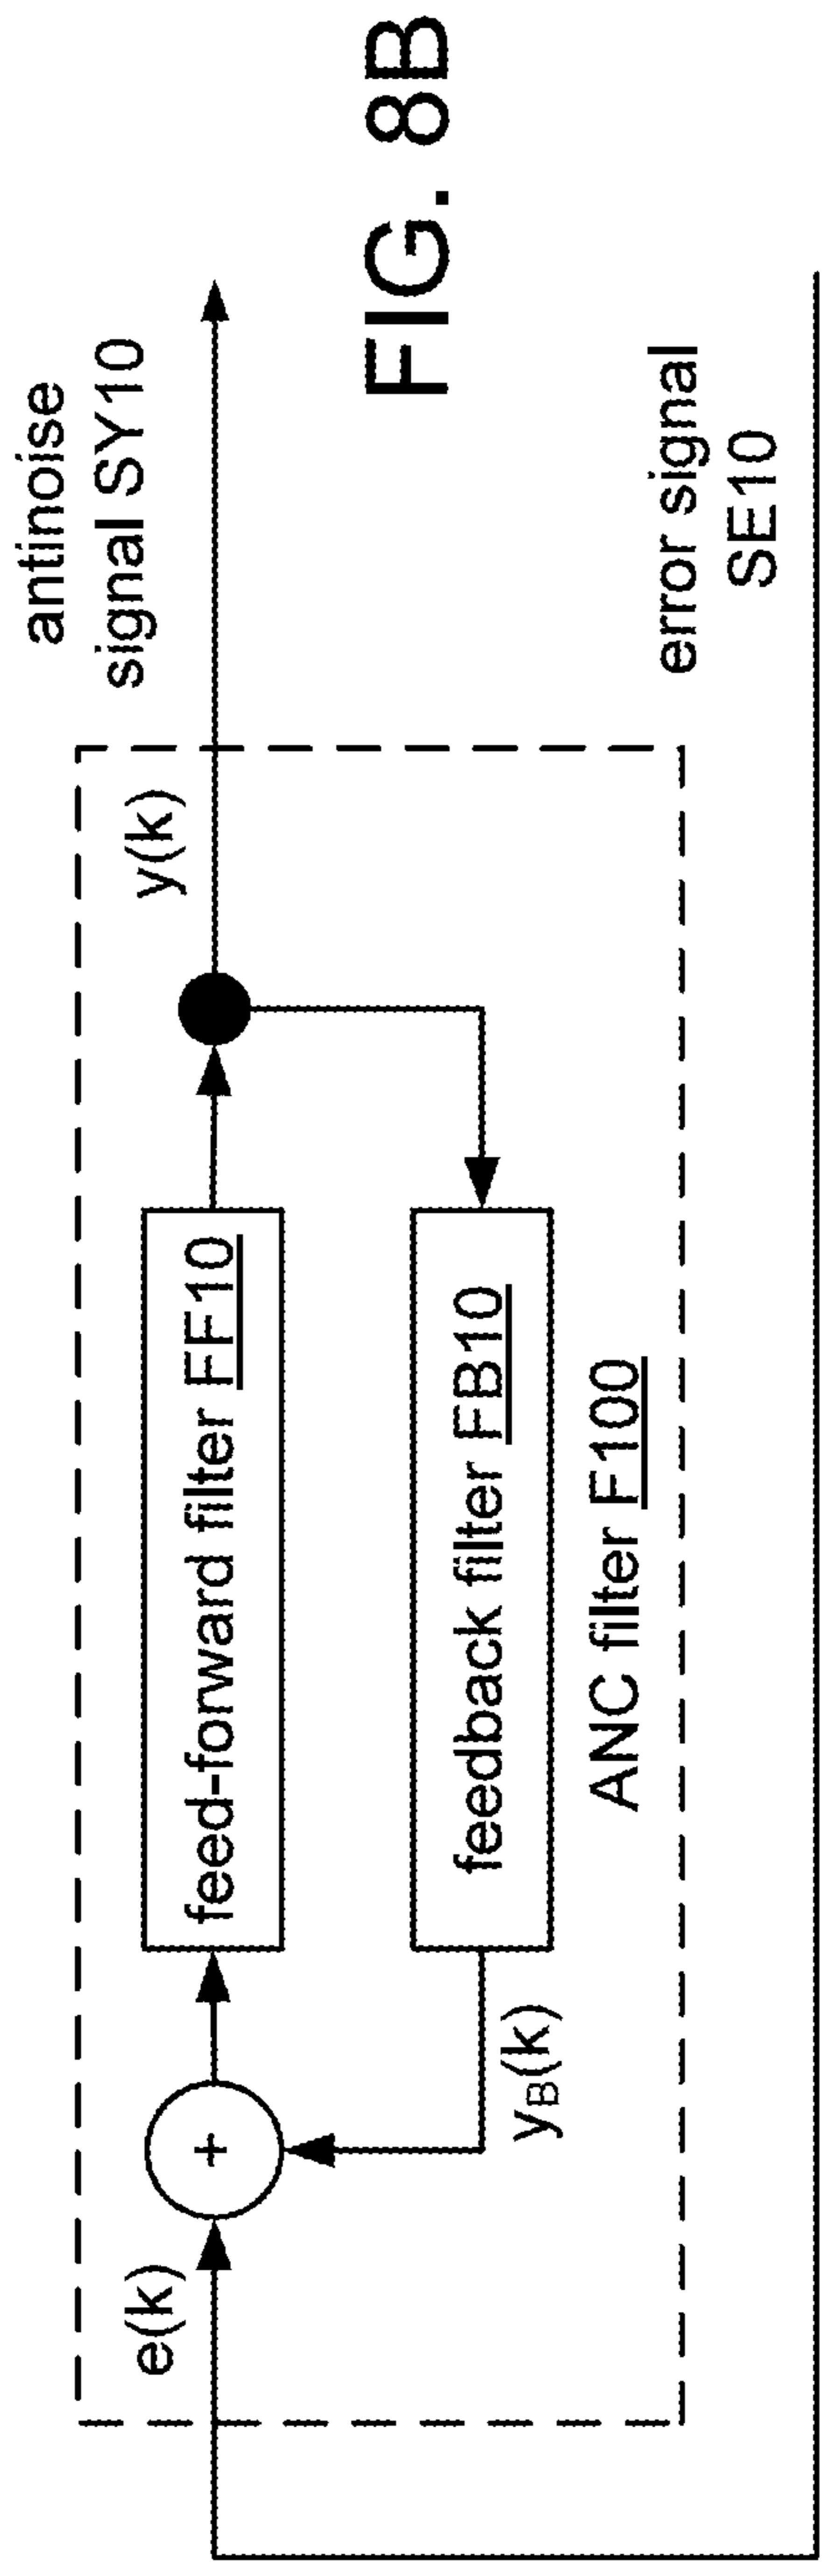 antinoise
signal SY10
e(k)
y(k)
feed-forward filter FF10
feedback filter FB10
yB(k)
ANC filter F100
error signal
SE10
FIG. 8B